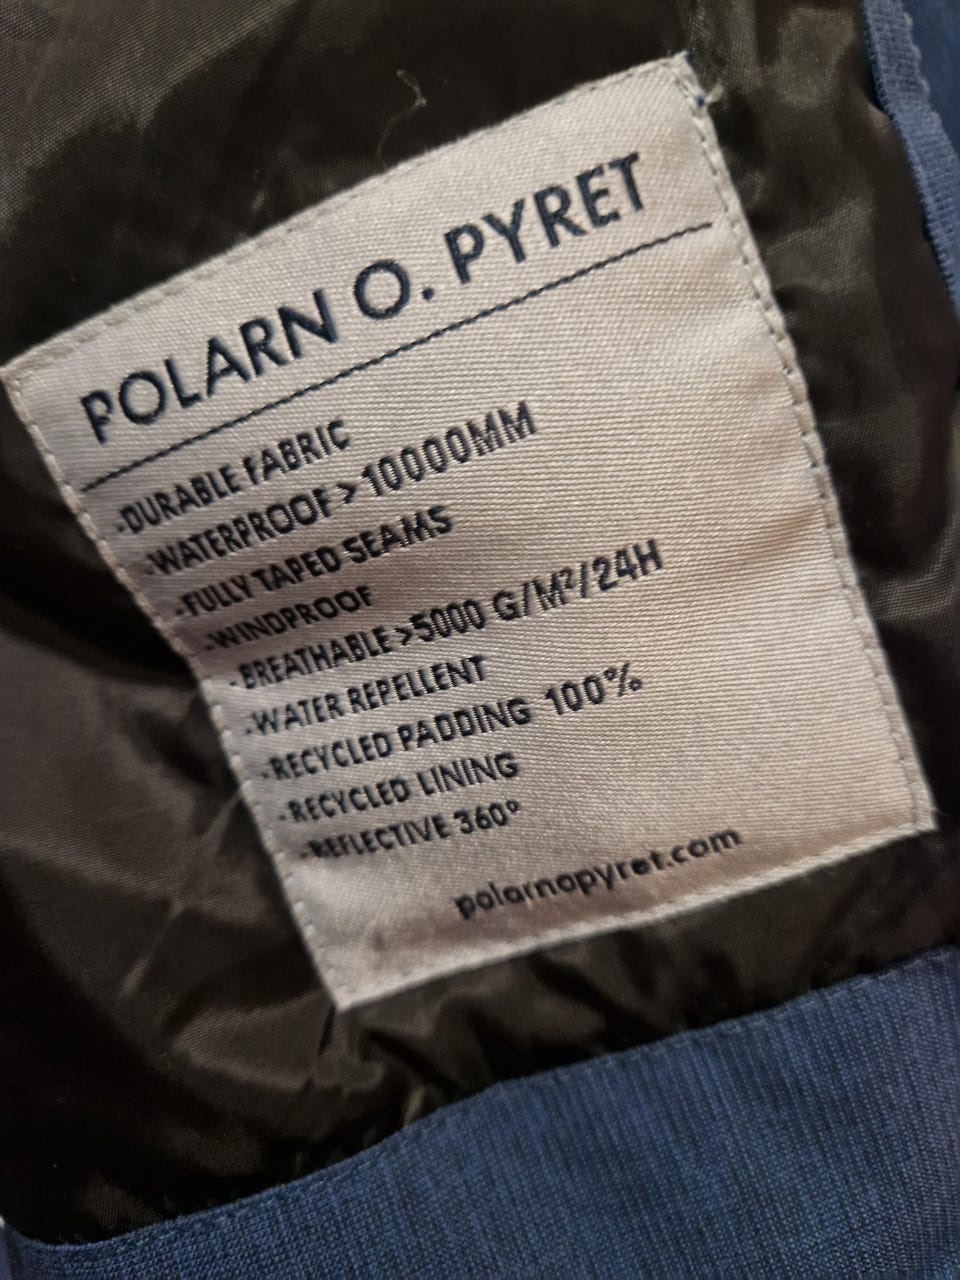 POLARN O. PYRET
-DURABLE FABRIC
-WATERPROOF > 10000MM
-FULLY TAPED SEAMS
-WINDPROOF
-BREATHABLE >5000 G/M²/24H
-WATER REPELLENT
-RECYCLED PADDING 100%
-RECYCLED LINING
-REFLECTIVE 360°
polarnopyret.com